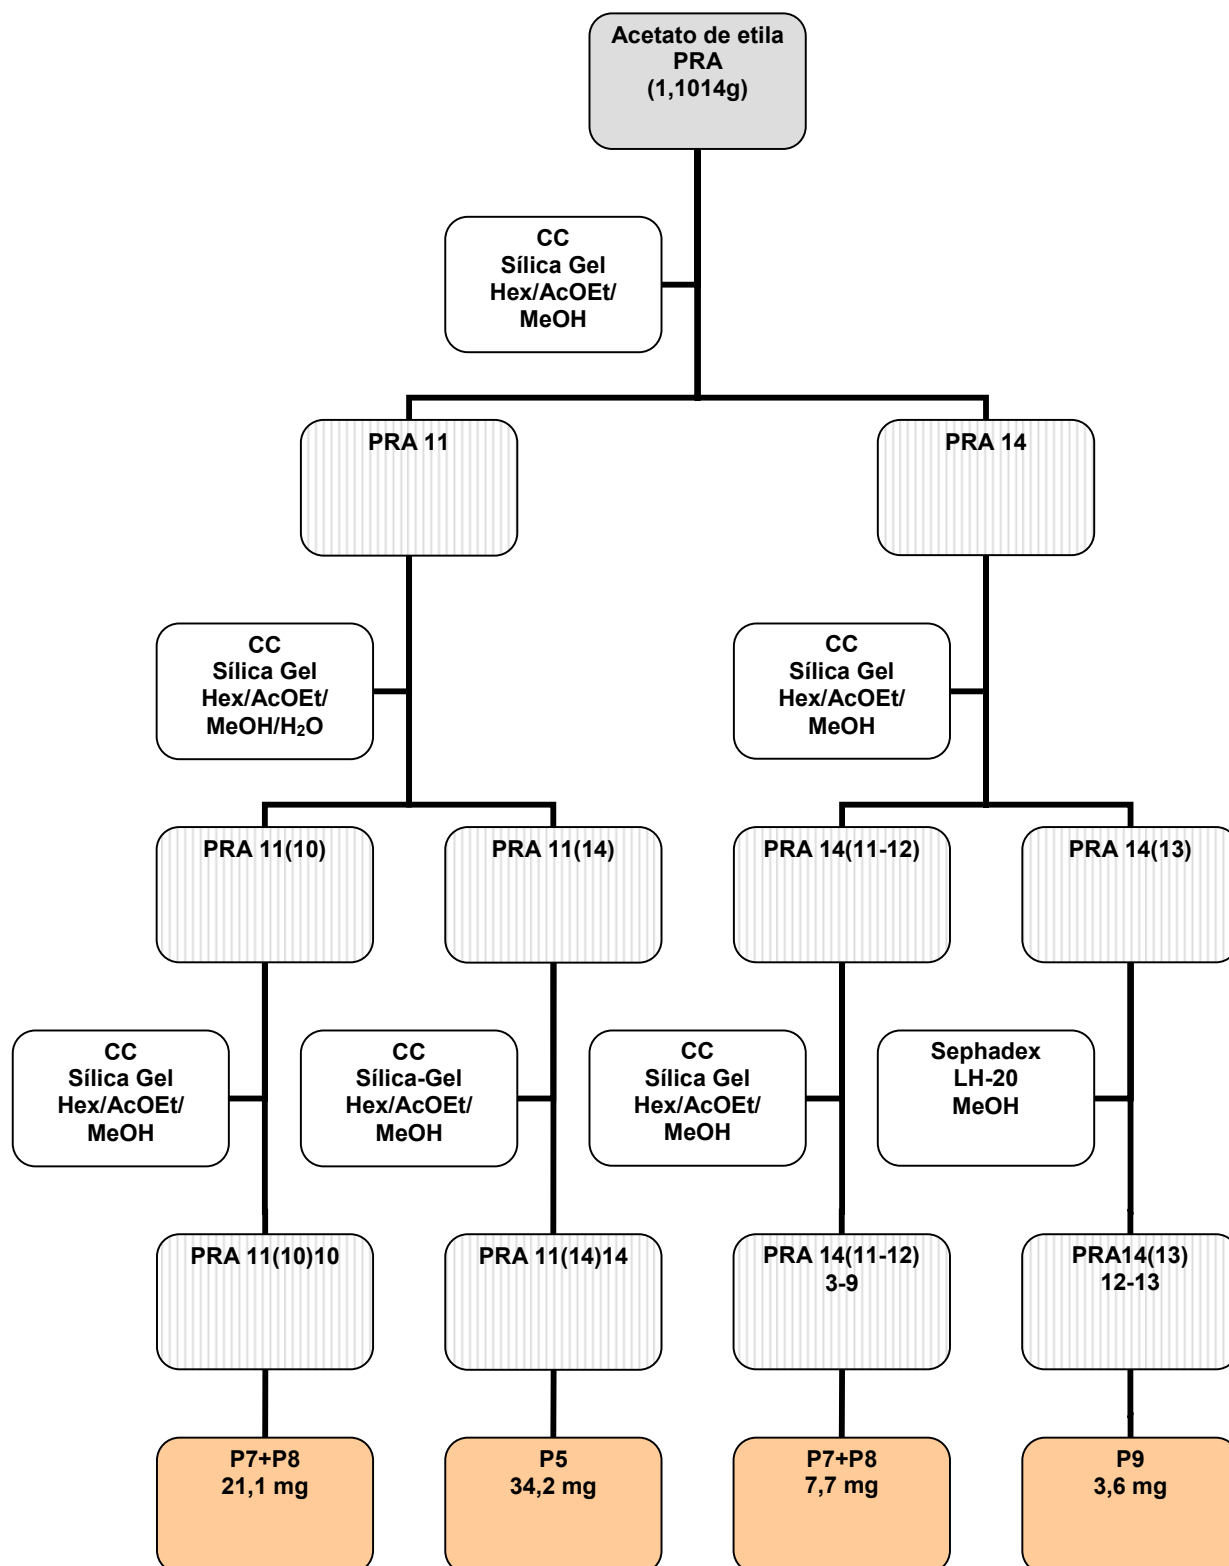 Acetato de etila
PRA
(1,1014g)
CC
Sílica Gel
Hex/AcOEt/
MeOH
PRA 11
PRA 14
CC
Sílica Gel
Hex/AcOEt/
MeOH/H₂O
CC
Sílica Gel
Hex/AcOEt/
MeOH
PRA 11(10)
PRA 11(14)
PRA 14(11-12)
PRA 14(13)
CC
Sílica Gel
Hex/AcOEt/
MeOH
CC
Sílica-Gel
Hex/AcOEt/
MeOH
CC
Sílica Gel
Hex/AcOEt/
MeOH
Sephadex
LH-20
MeOH
PRA 11(10)10
PRA 11(14)14
PRA 14(11-12)
3-9
PRA14(13)
12-13
P7+P8
21,1 mg
P5
34,2 mg
P7+P8
7,7 mg
P9
3,6 mg